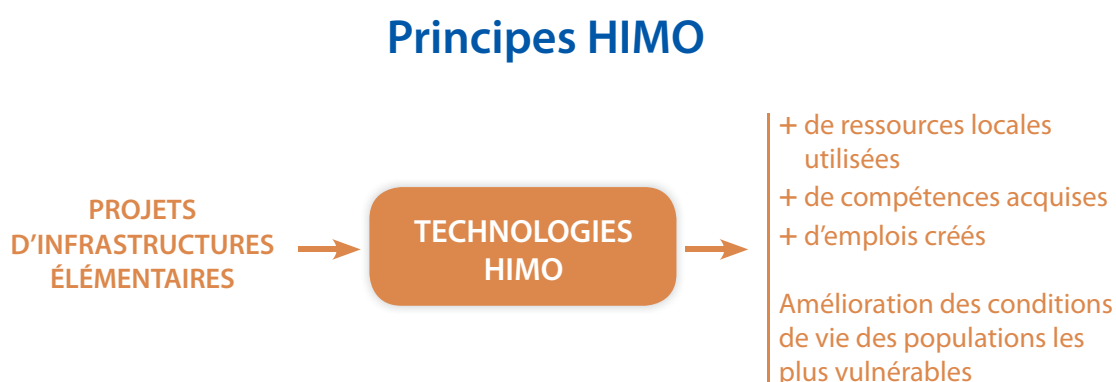 Principes HIMO
PROJETS
D'INFRASTRUCTURES
ÉLÉMENTAIRES
TECHNOLOGIES
HIMO
+ de ressources locales
utilisées
+ de compétences acquises
+ d'emplois créés
Amélioration des conditions
de vie des populations les
plus vulnérables